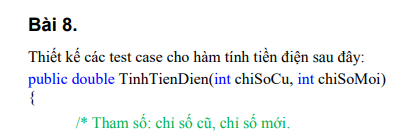 Bài 8.
Thiết kế các test case cho hàm tính tiền điện sau đây:
public double TinhTienDien(int chiSoCu, int chiSoMoi)
{
/* Tham số: chỉ số cũ, chỉ số mới.